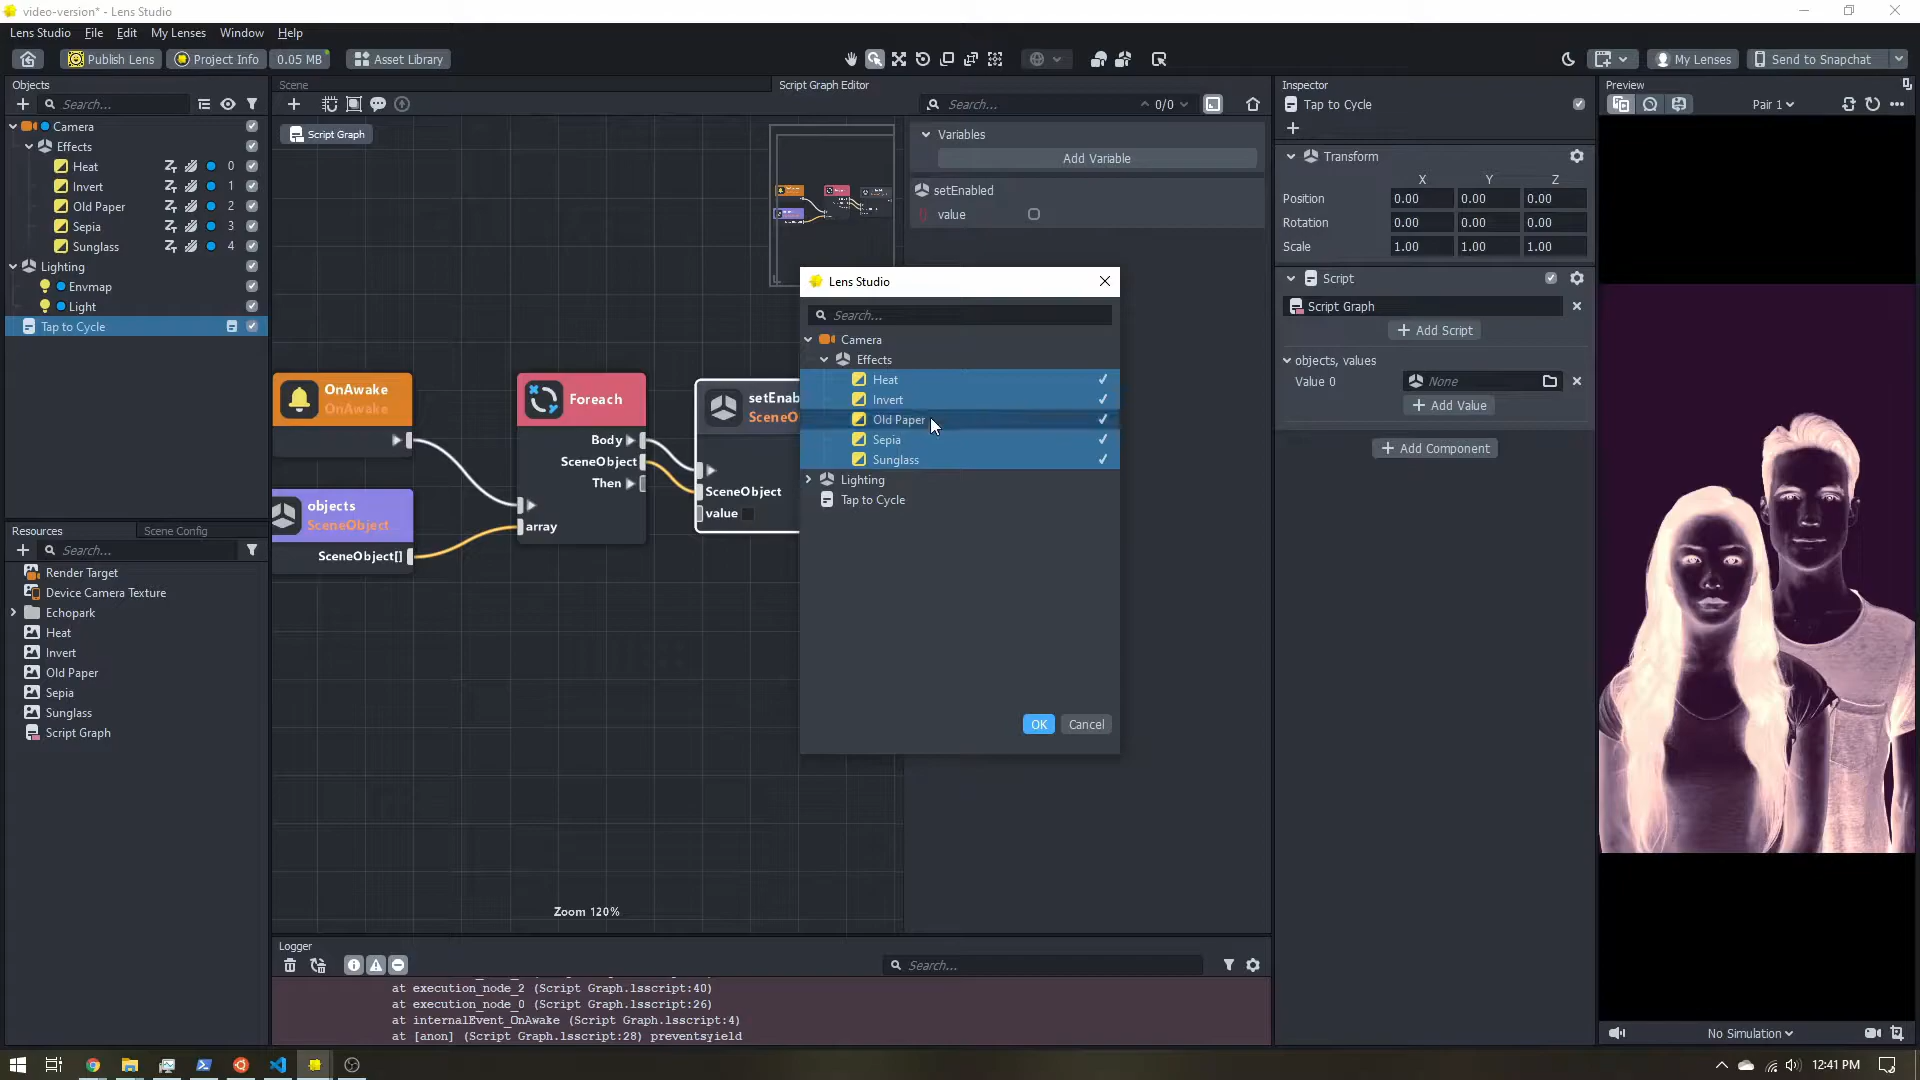 video-version* - Lens Studio
Lens Studio File Edit My Lenses Window Help
Publish Lens Project Info 0.05 MB Asset Library My Lenses Send to Snapchat
Objects
Search...
Camera
Effects
Heat 0
Invert 1
Old Paper 2
Sepia 3
Sunglass 4
Lighting
Envmap
Light
Tap to Cycle
Resources Scene Config
Search...
Render Target
Device Camera Texture
Echopark
Heat
Invert
Old Paper
Sepia
Sunglass
Script Graph
Scene Script Graph Editor
Search... 0/0
Script Graph
Variables
Add Variable
setEnabled
value
OnAwake
OnAwake
objects
SceneObject
SceneObject[]
Foreach
Body
SceneObject
Then
array
setEnab
SceneO
SceneObject
value
Zoom 120%
Lens Studio
Search...
Camera
Effects
Heat
Invert
Old Paper
Sepia
Sunglass
Lighting
Tap to Cycle
OK Cancel
Logger
Search...
at execution_node_2 (Script Graph.lsscript:40)
at execution_node_0 (Script Graph.lsscript:26)
at internalEvent_OnAwake (Script Graph.lsscript:4)
at [anon] (Script Graph.lsscript:28) preventsyield
Inspector
Tap to Cycle
Transform
X Y Z
Position 0.00 0.00 0.00
Rotation 0.00 0.00 0.00
Scale 1.00 1.00 1.00
Script
Script Graph
Add Script
objects, values
Value 0 None
Add Value
Add Component
Preview
Pair 1
No Simulation
12:41 PM